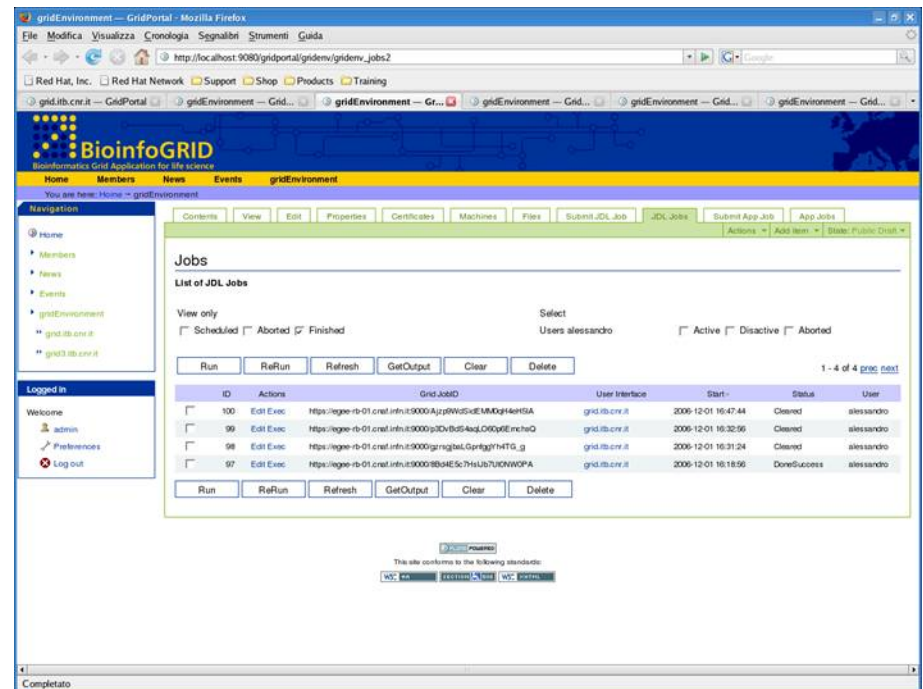 gridEnvironment — GridPortal - Mozilla Firefox
File Modifica Visualizza Cronologia Segnalibri Strumenti Guida
http://localhost:9080/gridportal/gridenv/gridenv_jobs2
Google
Red Hat, Inc. Red Hat Network Support Shop Products Training
grid.itb.cnr.it — GridPortal gridEnvironment — Grid... gridEnvironment — Gr... gridEnvironment — Grid... gridEnvironment — Grid... gridEnvironment — Grid...
BioinfoGRID
Bioinformatics Grid Application for life science
Home Members News Events gridEnvironment
You are here: Home → gridEnvironment
Navigation
Home
Members
News
Events
gridEnvironment
grid.itb.cnr.it
grid3.itb.cnr.it
Logged in
Welcome
admin
Preferences
Log out
Contents View Edit Properties Certificates Machines Files Submit JDL Job JDL Jobs Submit App Job App Jobs
Actions Add item State: Public Draft
Jobs
List of JDL Jobs
View only Select
Scheduled Aborted Finished Users alessandro Active Disactive Aborted
Run ReRun Refresh GetOutput Clear Delete
1 - 4 of 4 prec next
ID Actions Grid JobID User Interface Start Status User
100 Edit Exec grid.itb.cnr.it 2006-12-01 16:47:44 Cleared alessandro
99 Edit Exec grid.itb.cnr.it 2006-12-01 16:32:56 Cleared alessandro
98 Edit Exec grid.itb.cnr.it 2006-12-01 16:31:24 Cleared alessandro
97 Edit Exec grid.itb.cnr.it 2006-12-01 16:18:56 DoneSuccess alessandro
Run ReRun Refresh GetOutput Clear Delete
PLONE POWERED
This site conforms to the following standards:
W3C SECTION 508 W3C XHTML
Completato